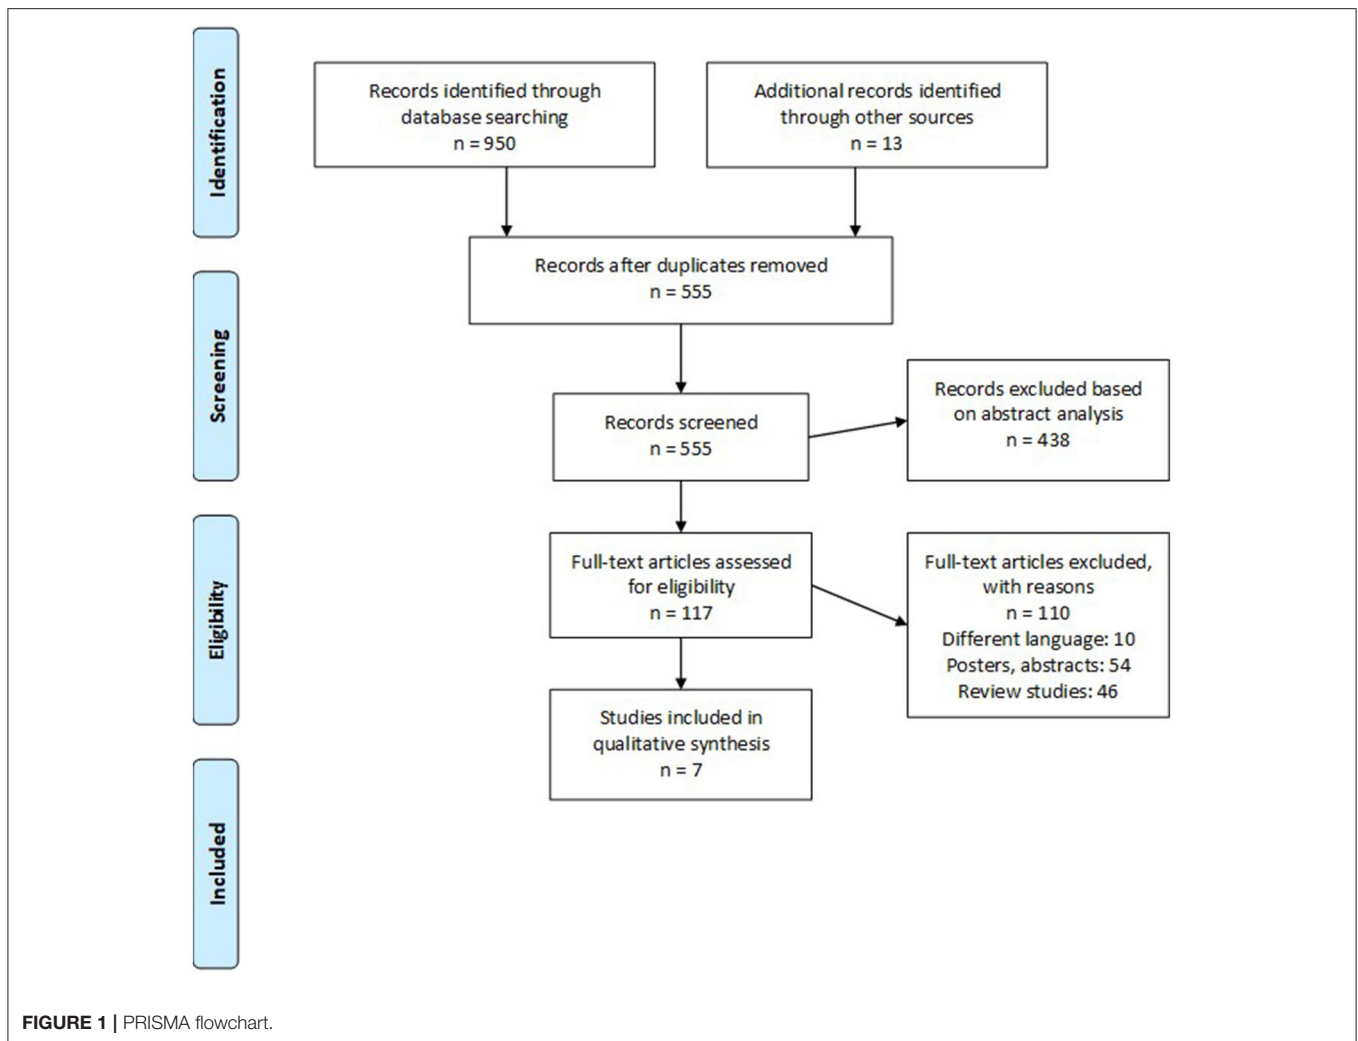 Identification
Records identified through
database searching
n = 950
Additional records identified
through other sources
n = 13
Records after duplicates removed
n = 555
Screening
Records screened
n = 555
Records excluded based
on abstract analysis
n = 438
Eligibility
Full-text articles assessed
for eligibility
n = 117
Full-text articles excluded,
with reasons
n = 110
Different language: 10
Posters, abstracts: 54
Review studies: 46
Studies included in
qualitative synthesis
n = 7
Included
FIGURE 1 | PRISMA flowchart.